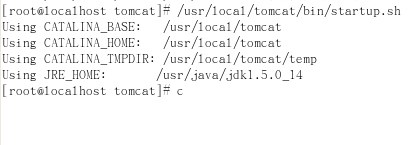 [root@localhost tomcat]# /usr/local/tomcat/bin/startup.sh
Using CATALINA_BASE:   /usr/local/tomcat
Using CATALINA_HOME:   /usr/local/tomcat
Using CATALINA_TMPDIR: /usr/local/tomcat/temp
Using JRE_HOME:       /usr/java/jdk1.5.0_14
[root@localhost tomcat]# c